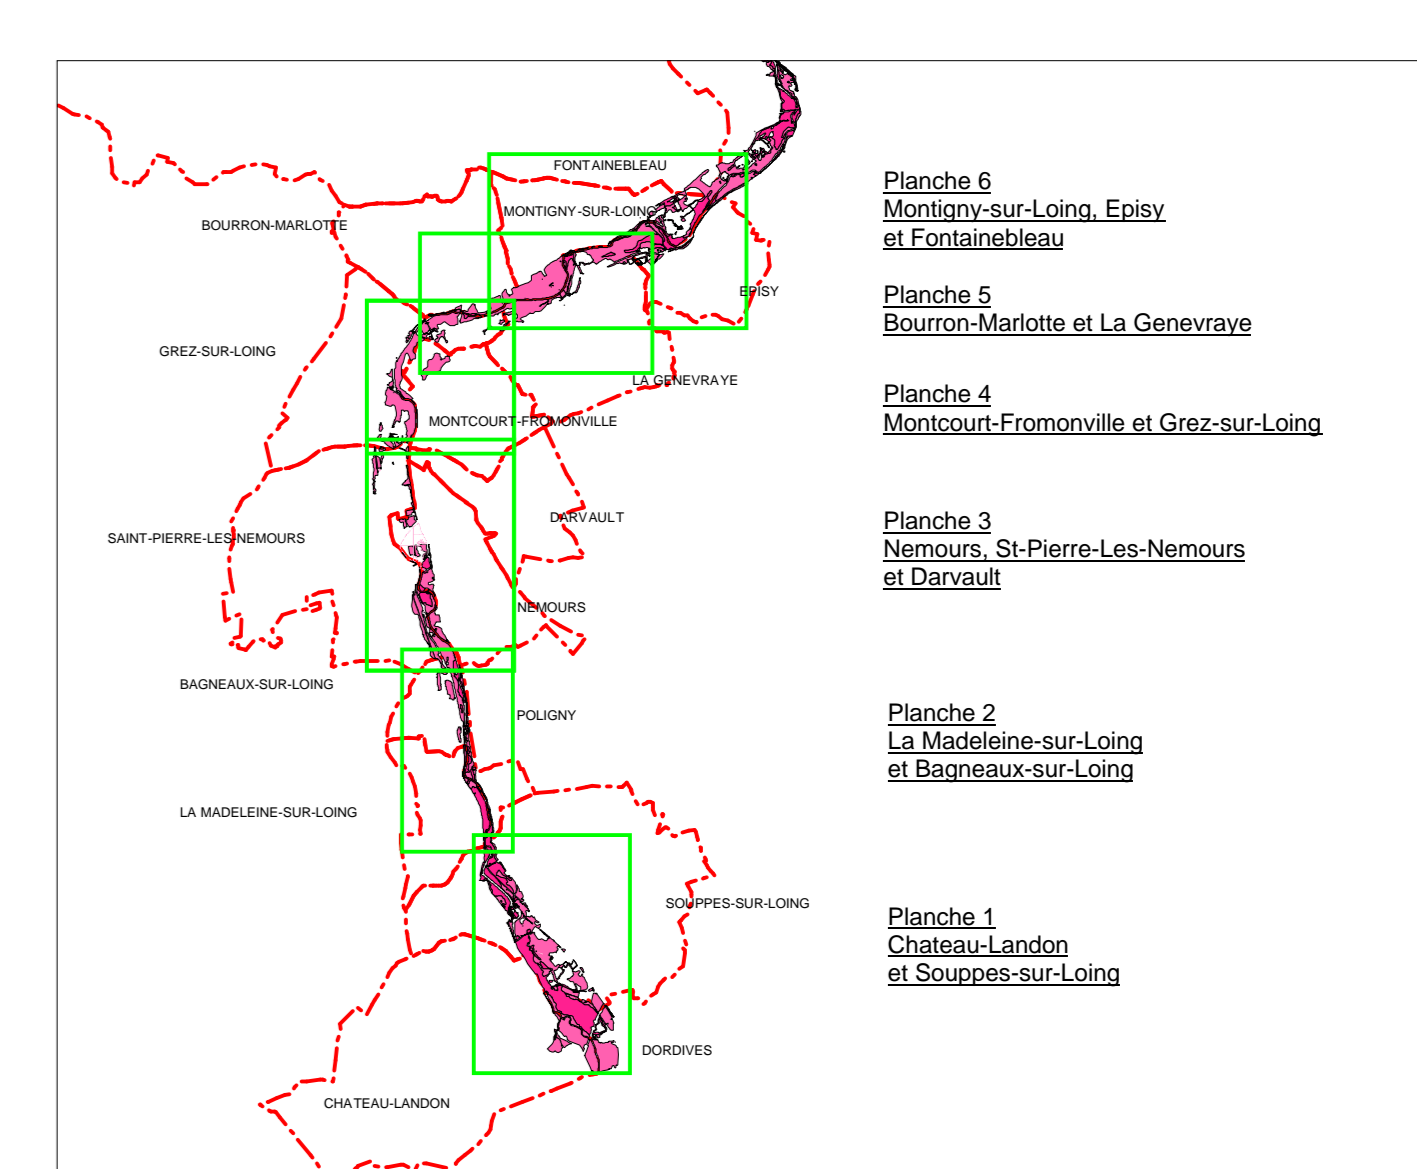 FONTAINEBLEAU
MONTIGNY-SUR-LOING
BOURRON-MARLOTTE
EPISY
GREZ-SUR-LOING
LA GENEVRAYE
MONTCOURT-FROMONVILLE
DARVAULT
SAINT-PIERRE-LES-NEMOURS
NEMOURS
BAGNEAUX-SUR-LOING
POLIGNY
LA MADELEINE-SUR-LOING
SOUPPES-SUR-LOING
DORDIVES
CHATEAU-LANDON
Planche 6
Montigny-sur-Loing, Episy
et Fontainebleau
Planche 5
Bourron-Marlotte et La Genevraye
Planche 4
Montcourt-Fromonville et Grez-sur-Loing
Planche 3
Nemours, St-Pierre-Les-Nemours
et Darvault
Planche 2
La Madeleine-sur-Loing
et Bagneaux-sur-Loing
Planche 1
Chateau-Landon
et Souppes-sur-Loing